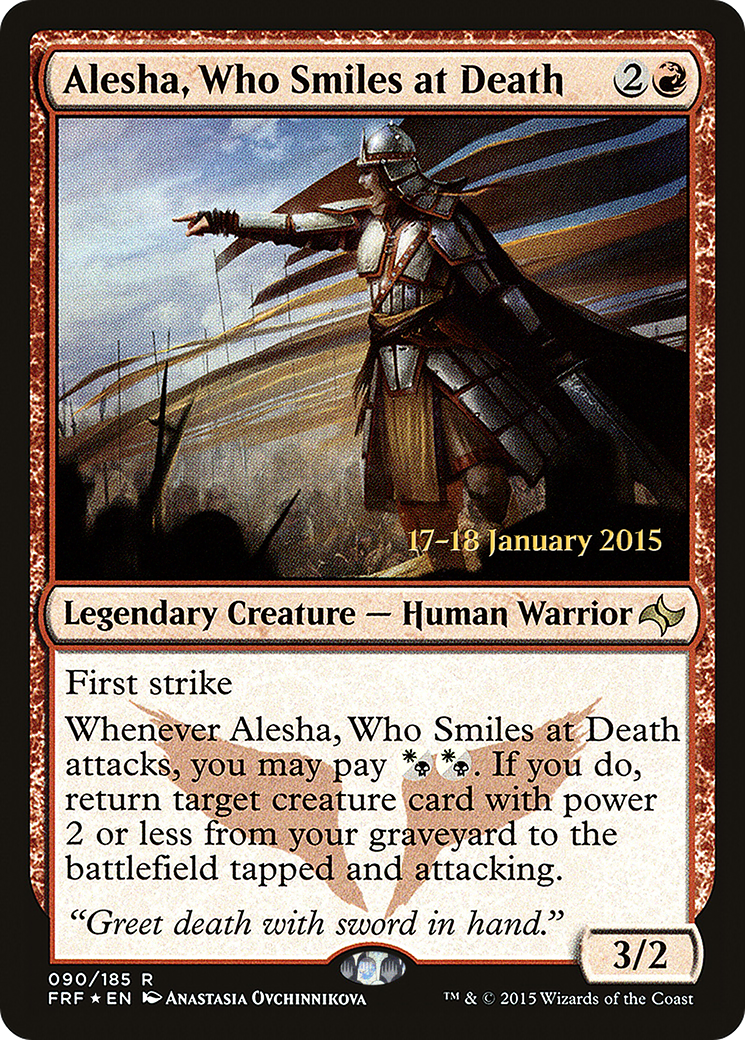 Alesha, Who Smiles at Death 2
17–18 January 2015
Legendary Creature — Human Warrior
First strike
Whenever Alesha, Who Smiles at Death
attacks, you may pay . If you do,
return target creature card with power
2 or less from your graveyard to the
battlefield tapped and attacking.
“Greet death with sword in hand.”
3/2
090/185 R
FRF ★ EN Anastasia Ovchinnikova
™ & © 2015 Wizards of the Coast